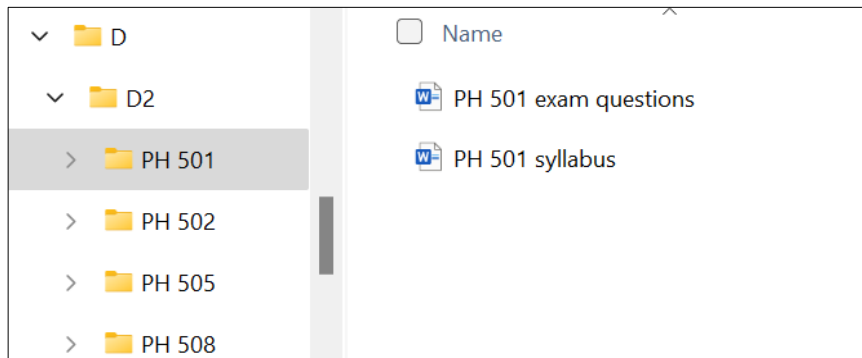 D
D2
PH 501
PH 502
PH 505
PH 508
Name
PH 501 exam questions
PH 501 syllabus